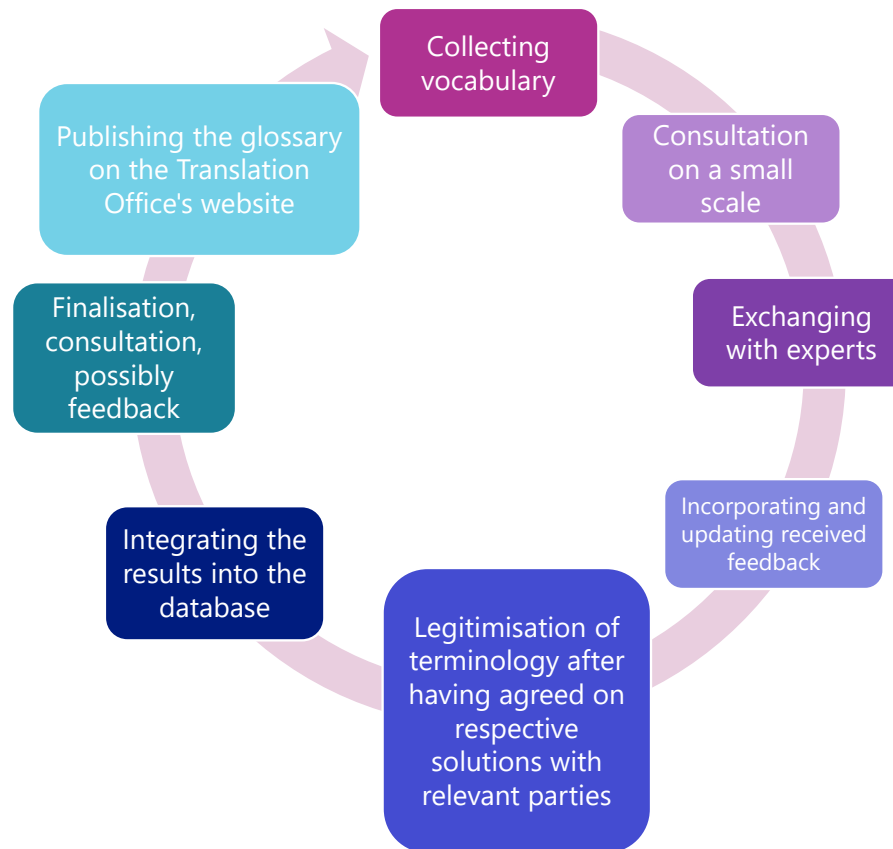 Collecting
vocabulary
Consultation
on a small
scale
Exchanging
with experts
Incorporating and
updating received
feedback
Legitimisation of
terminology after
having agreed on
respective
solutions with
relevant parties
Integrating the
results into the
database
Finalisation,
consultation,
possibly
feedback
Publishing the glossary
on the Translation
Office's website